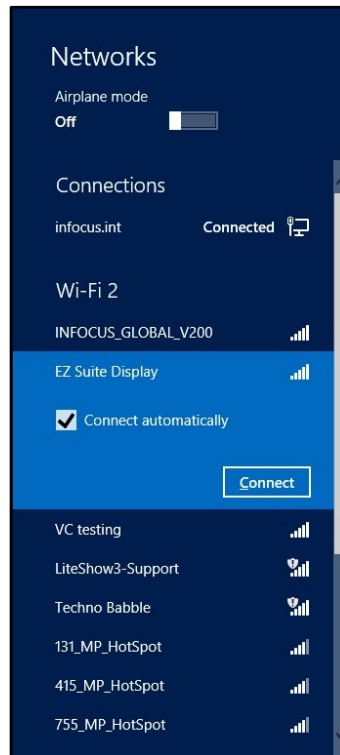 Networks
Airplane mode
Off
Connections
infocus.int Connected
Wi-Fi 2
INFOCUS_GLOBAL_V200
EZ Suite Display
Connect automatically
Connect
VC testing
LiteShow3-Support
Techno Babble
131_MP_HotSpot
415_MP_HotSpot
755_MP_HotSpot